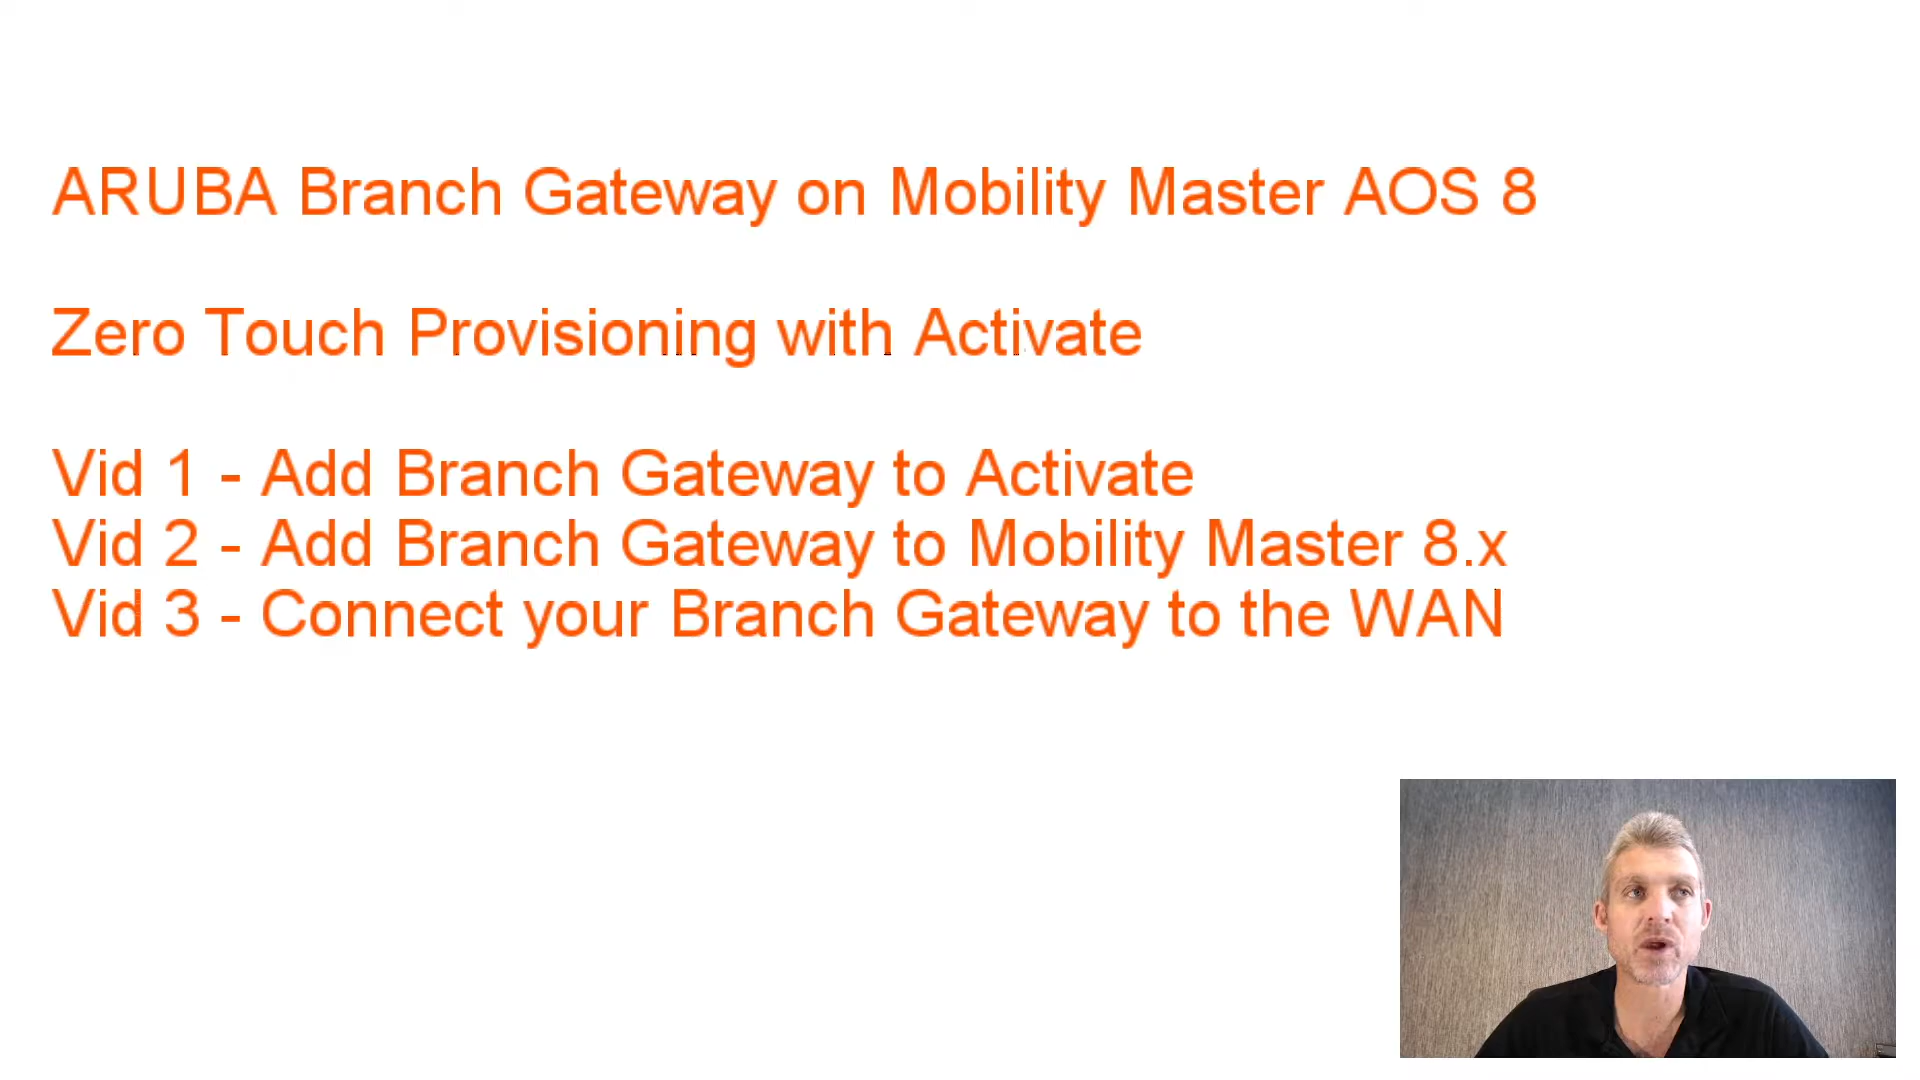 ARUBA Branch Gateway on Mobility Master AOS 8
Zero Touch Provisioning with Activate
Vid 1 - Add Branch Gateway to Activate
Vid 2 - Add Branch Gateway to Mobility Master 8.x
Vid 3 - Connect your Branch Gateway to the WAN